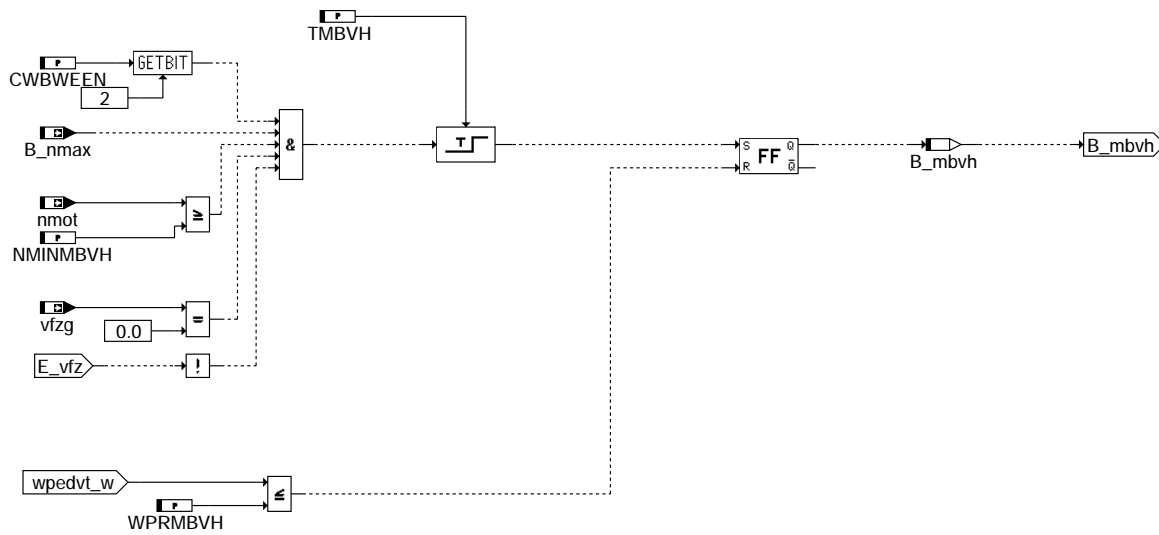 P
TMBVH
P
GETBIT
CWBWEEN
2
B_nmax
&
T
S Q
FF
R Q̅
B_mbvh
B_mbvh
nmot
≥
P
NMINMBVH
vfzg
=
0.0
E_vfz
!
wpedvt_w
≤
P
WPRMBVH